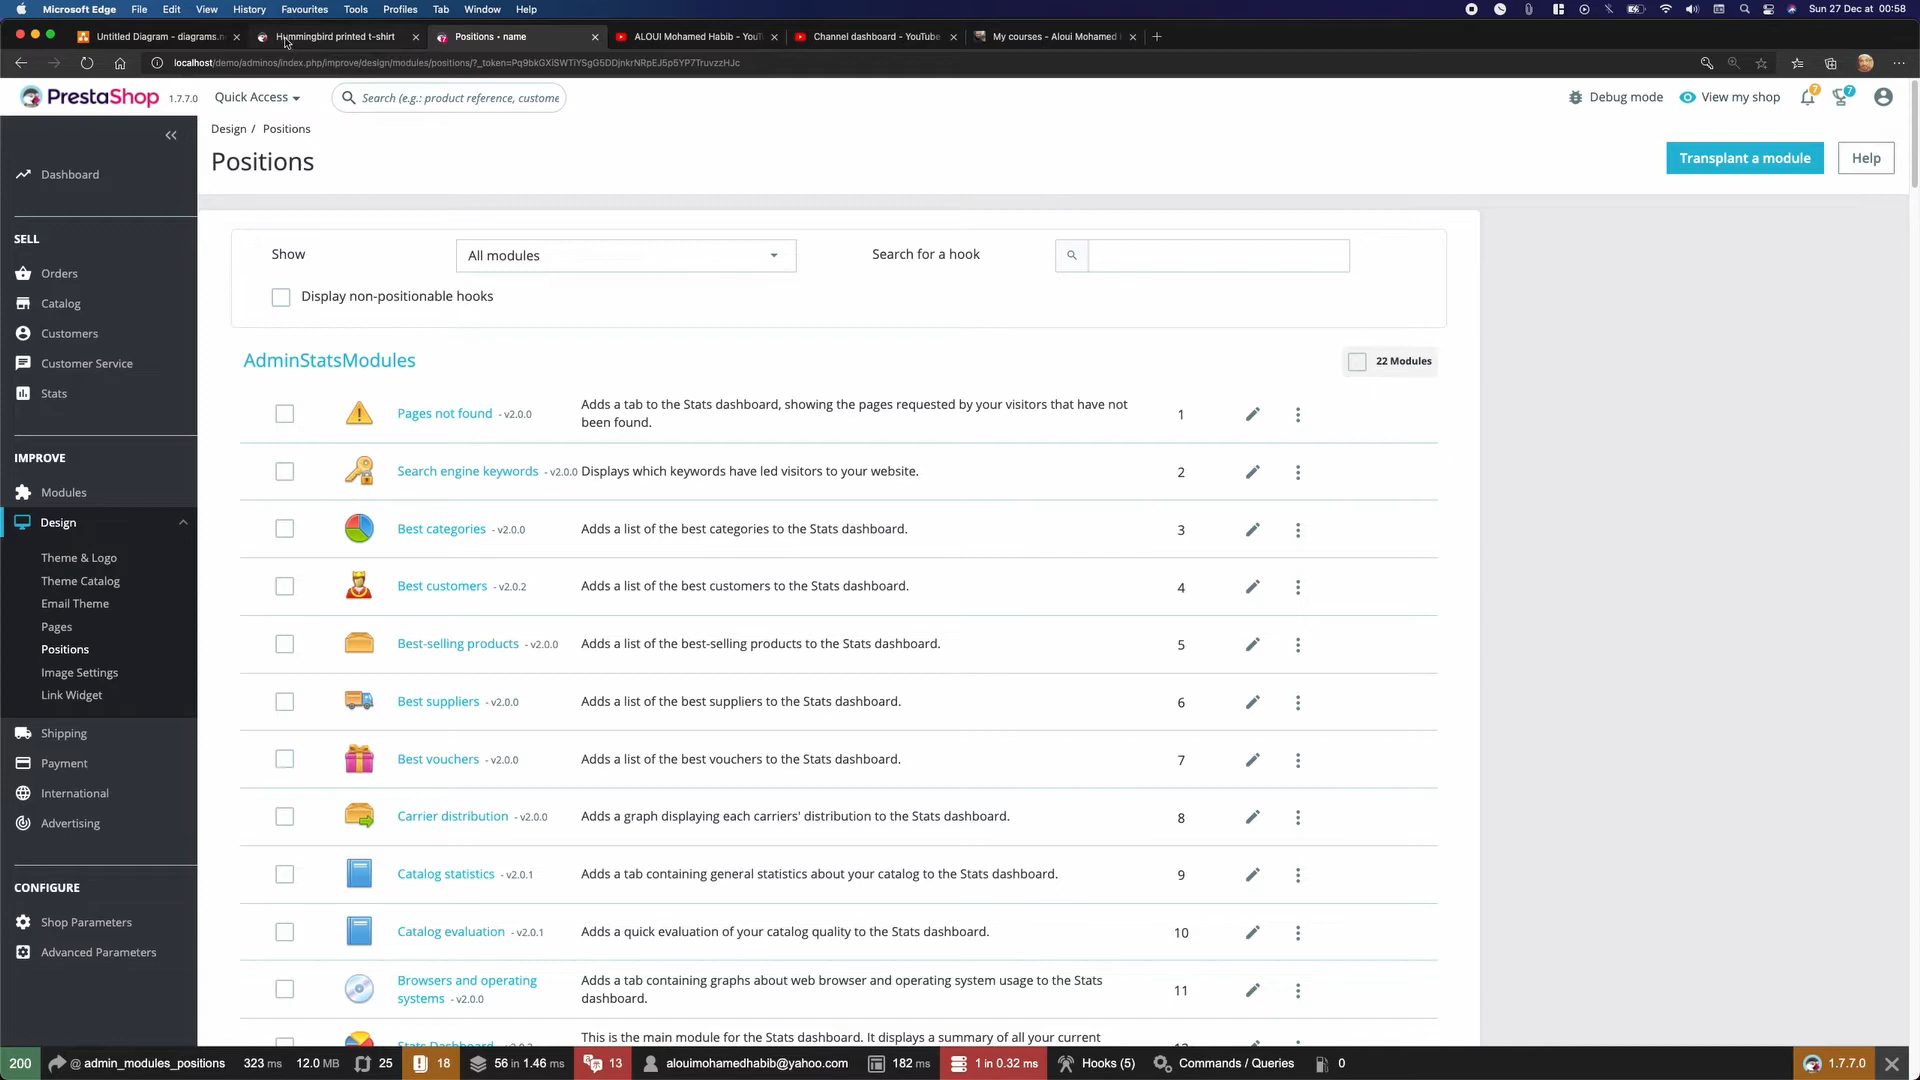 Microsoft Edge File Edit View History Favourites Tools Profiles Tab Window Help Sun 27 Dec at 00:58
Untitled Diagram - diagrams.n
Hummingbird printed t-shirt
Positions • name
ALOUI Mohamed Habib - YouT
Channel dashboard - YouTube
My courses - Aloui Mohamed
localhost/demo/adminos/index.php/improve/design/modules/positions/?_token=Pq9bkGXiSWTiYSgG5DDjnkrNRpEJ5p5YP7TruvzzHJc
PrestaShop 1.7.7.0 Quick Access Search (e.g.: product reference, custome Debug mode View my shop 7 7
Design / Positions
Positions
Transplant a module Help
Dashboard
SELL
Orders
Catalog
Customers
Customer Service
Stats
IMPROVE
Modules
Design
Theme & Logo
Theme Catalog
Email Theme
Pages
Positions
Image Settings
Link Widget
Shipping
Payment
International
Advertising
CONFIGURE
Shop Parameters
Advanced Parameters
Show All modules Search for a hook
Display non-positionable hooks
AdminStatsModules 22 Modules
Pages not found - v2.0.0 Adds a tab to the Stats dashboard, showing the pages requested by your visitors that have not
been found. 1
Search engine keywords - v2.0.0 Displays which keywords have led visitors to your website. 2
Best categories - v2.0.0 Adds a list of the best categories to the Stats dashboard. 3
Best customers - v2.0.2 Adds a list of the best customers to the Stats dashboard. 4
Best-selling products - v2.0.0 Adds a list of the best-selling products to the Stats dashboard. 5
Best suppliers - v2.0.0 Adds a list of the best suppliers to the Stats dashboard. 6
Best vouchers - v2.0.0 Adds a list of the best vouchers to the Stats dashboard. 7
Carrier distribution - v2.0.0 Adds a graph displaying each carriers' distribution to the Stats dashboard. 8
Catalog statistics - v2.0.1 Adds a tab containing general statistics about your catalog to the Stats dashboard. 9
Catalog evaluation - v2.0.1 Adds a quick evaluation of your catalog quality to the Stats dashboard. 10
Browsers and operating Adds a tab containing graphs about web browser and operating system usage to the Stats
systems - v2.0.0 dashboard. 11
This is the main module for the Stats dashboard. It displays a summary of all your current
Stats Dashboard
200 @ admin_modules_positions 323 ms 12.0 MB 25 18 56 in 1.46 ms 13 alouimohamedhabib@yahoo.com 182 ms 1 in 0.32 ms Hooks (5) Commands / Queries 0 1.7.7.0